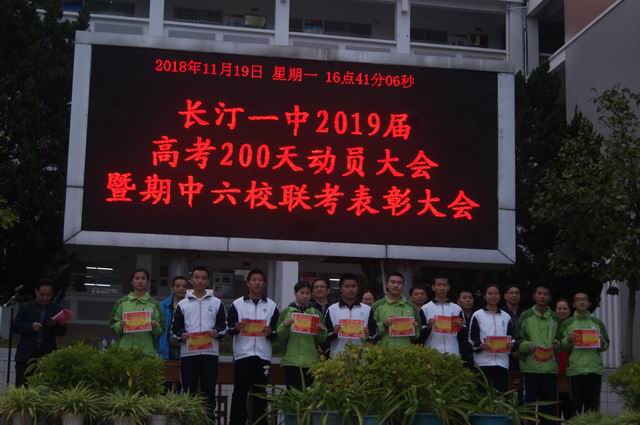 2018年11月19日 星期一 16点41分06秒
长汀一中2019届
高考200天动员大会
暨期中六校联考表彰大会